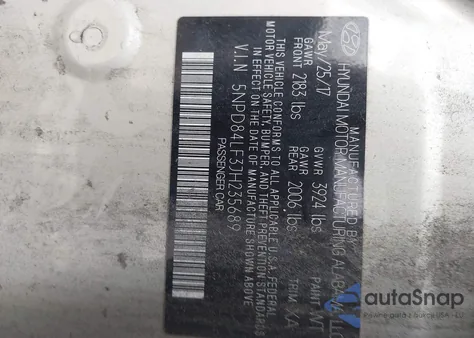 MANUFACTURED BY
HYUNDAI MOTOR MANUFACTURING ALABAMA, LLC
May/25/17 GVWR 3924 lbs PAINT
GAWR FRONT 2183 lbs GAWR REAR 2006 lbs TRIM XA
THIS VEHICLE CONFORMS TO ALL APPLICABLE U.S.A. FEDERAL
MOTOR VEHICLE SAFETY, BUMPER, AND THEFT PREVENTION STANDARDS
IN EFFECT ON THE DATE OF MANUFACTURE SHOWN ABOVE
V.I.N 5NPD84LF3JH235689
PASSENGER CAR
autoSnap